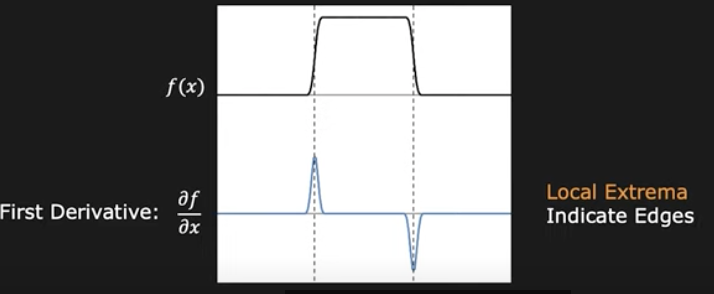 f(x)
First Derivative: ∂f/∂x
Local Extrema
Indicate Edges